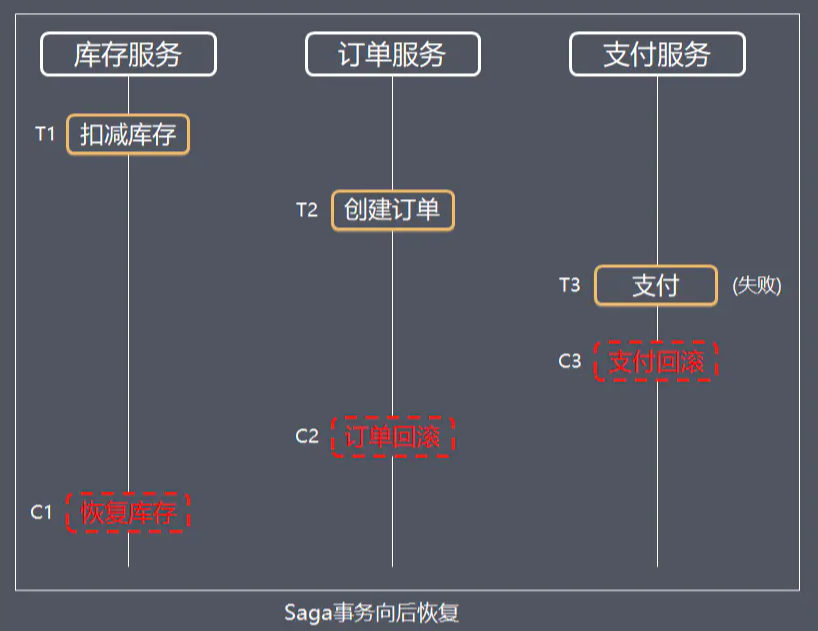 库存服务 订单服务 支付服务
T1 扣减库存
T2 创建订单
T3 支付 (失败)
C3 支付回滚
C2 订单回滚
C1 恢复库存
Saga事务向后恢复